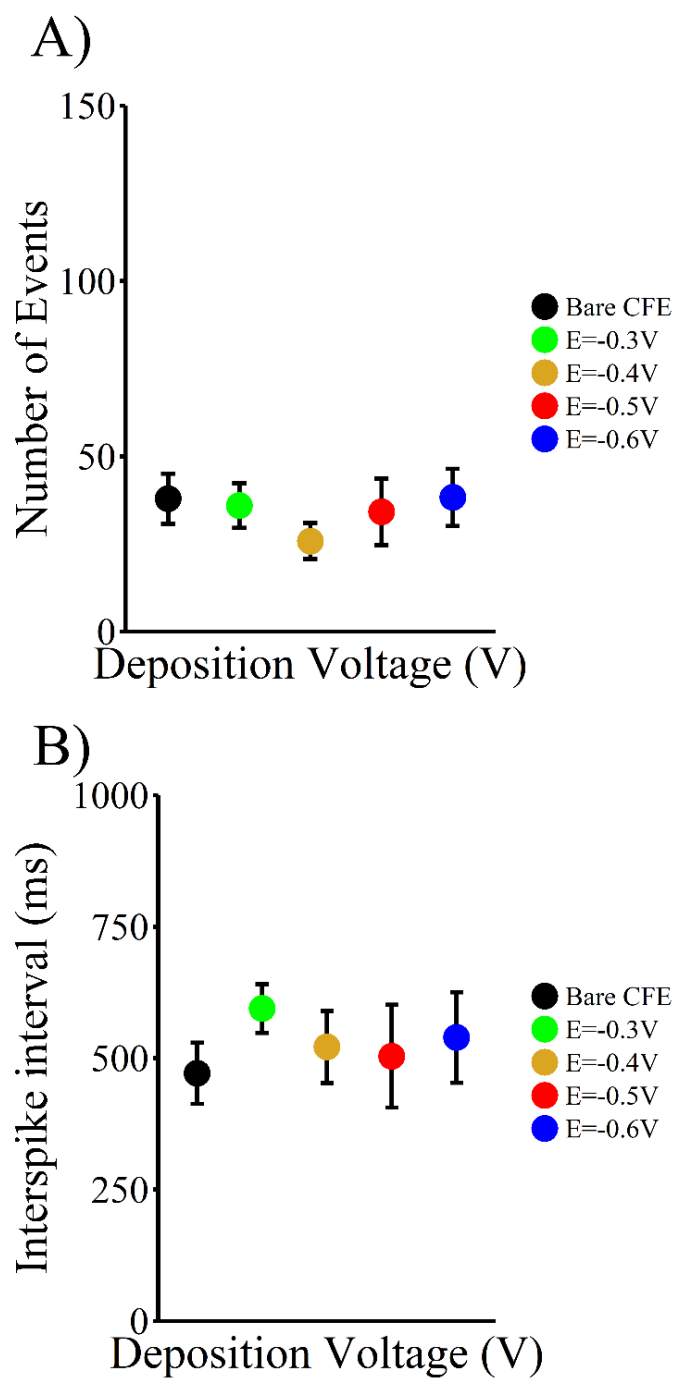 A)
150
100
50
0
Number of Events
Deposition Voltage (V)
Bare CFE
E=-0.3V
E=-0.4V
E=-0.5V
E=-0.6V
B)
1000
750
500
250
0
Interspike interval (ms)
Deposition Voltage (V)
Bare CFE
E=-0.3V
E=-0.4V
E=-0.5V
E=-0.6V